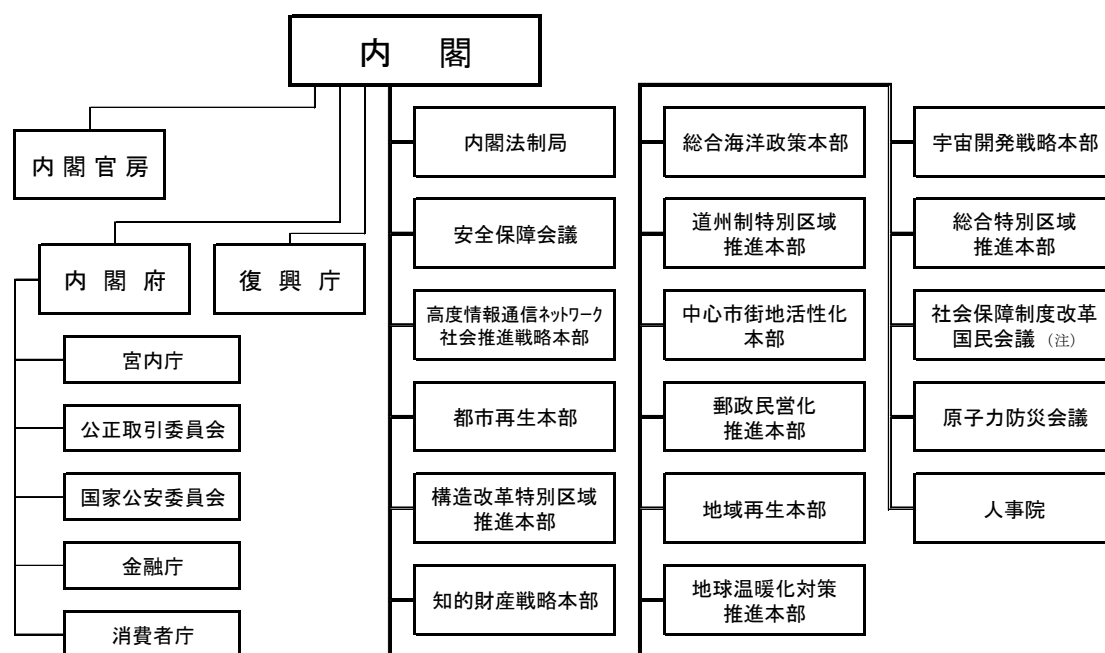 内閣
内閣官房
内閣府
復興庁
宮内庁
公正取引委員会
国家公安委員会
金融庁
消費者庁
内閣法制局
安全保障会議
高度情報通信ネットワーク
社会推進戦略本部
都市再生本部
構造改革特別区域
推進本部
知的財産戦略本部
総合海洋政策本部
道州制特別区域
推進本部
中心市街地活性化
本部
郵政民営化
推進本部
地域再生本部
地球温暖化対策
推進本部
宇宙開発戦略本部
総合特別区域
推進本部
社会保障制度改革
国民会議（注）
原子力防災会議
人事院